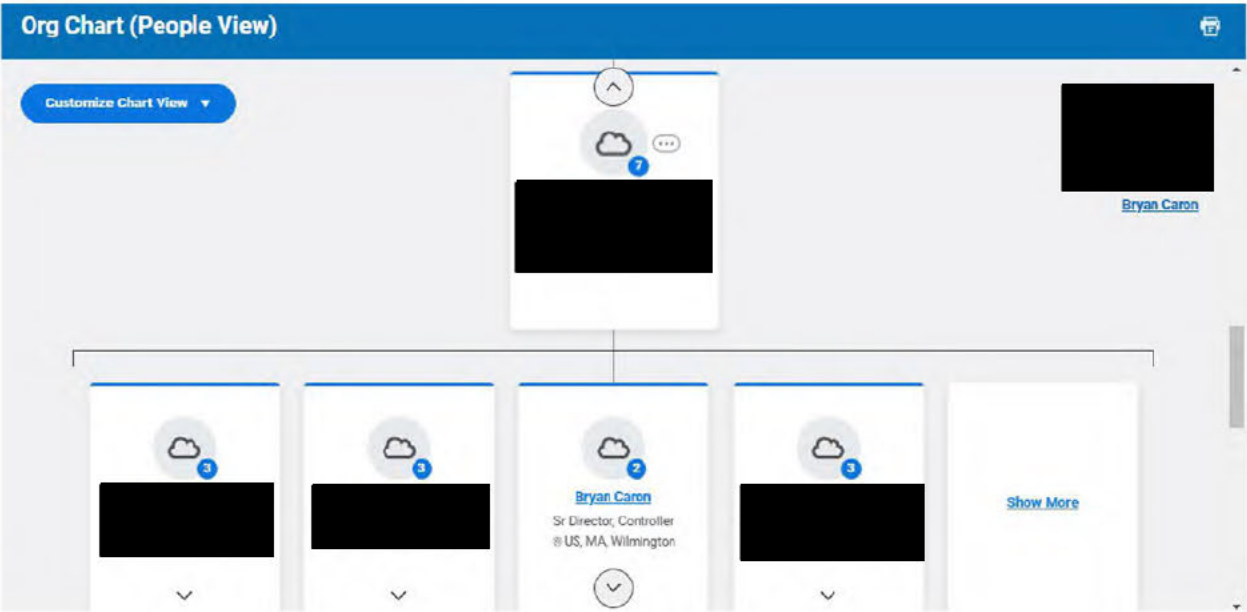 Org Chart (People View)
Customize Chart View
7
Bryan Caron
3
3
2
3
Bryan Caron
Sr Director, Controller
US, MA, Wilmington
Show More